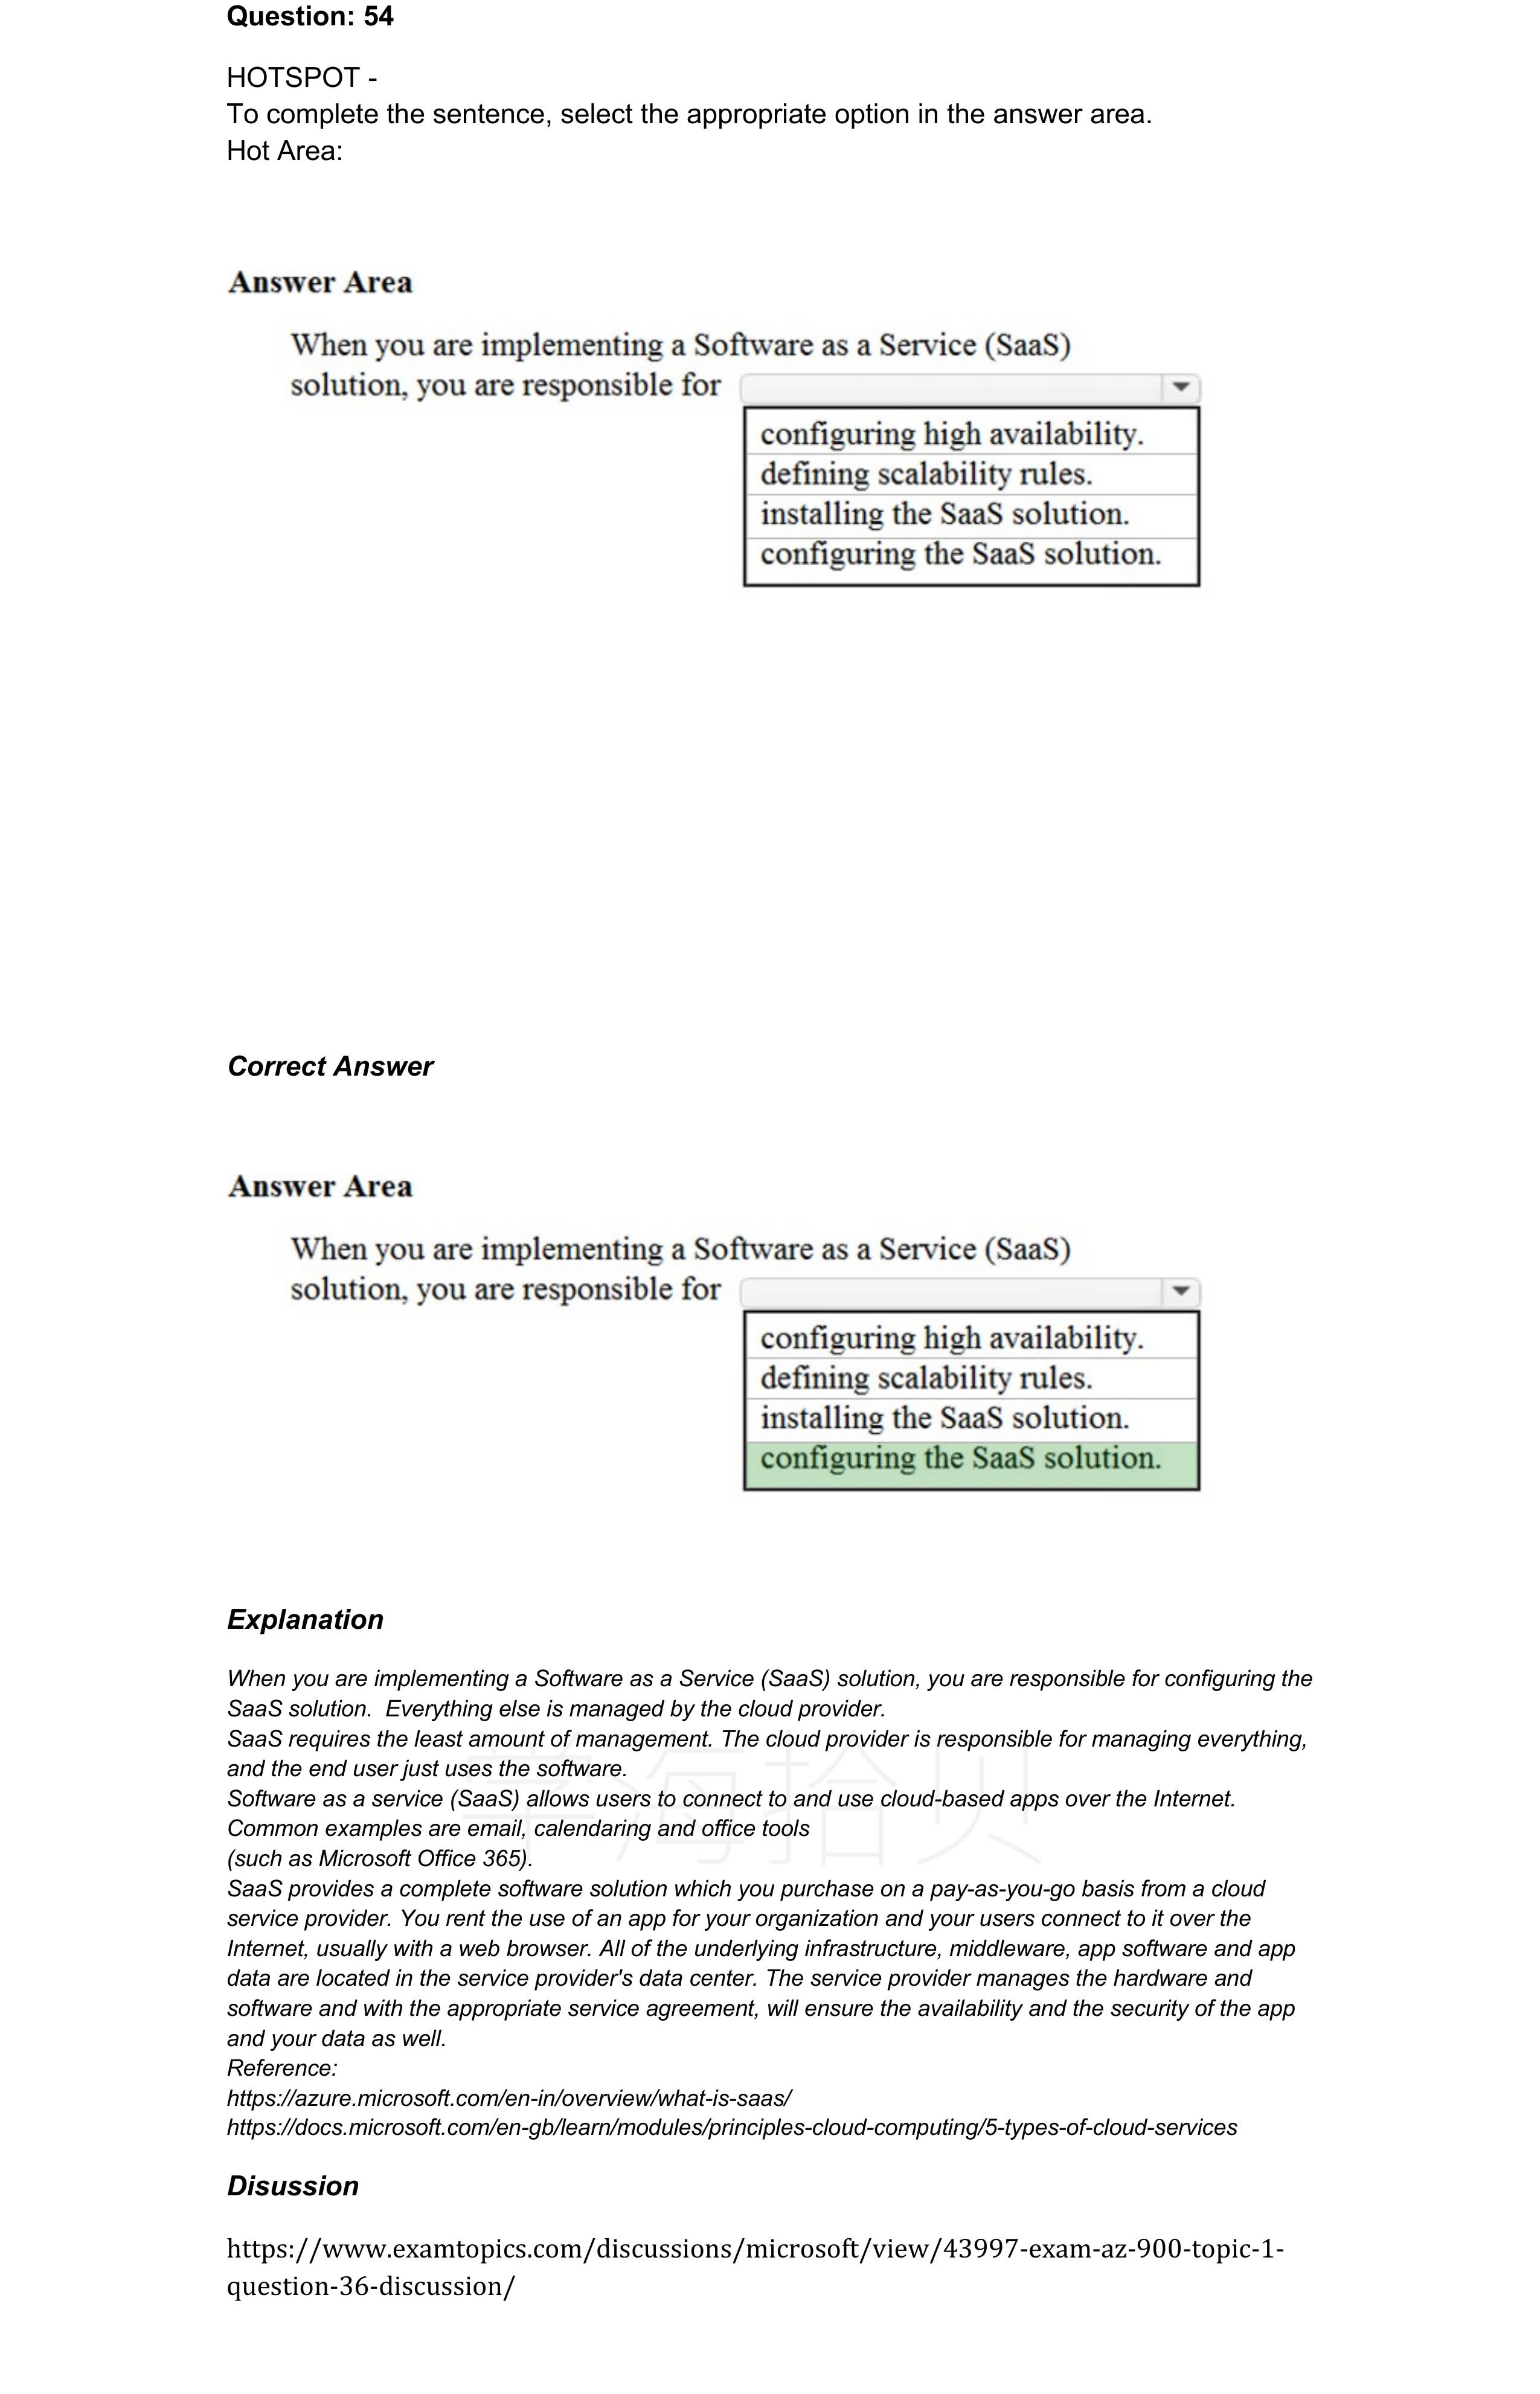 Question: 54
HOTSPOT -
To complete the sentence, select the appropriate option in the answer area.
Hot Area:
Answer Area
When you are implementing a Software as a Service (SaaS)
solution, you are responsible for
configuring high availability.
defining scalability rules.
installing the SaaS solution.
configuring the SaaS solution.
Correct Answer
Answer Area
When you are implementing a Software as a Service (SaaS)
solution, you are responsible for
configuring high availability.
defining scalability rules.
installing the SaaS solution.
configuring the SaaS solution.
Explanation
When you are implementing a Software as a Service (SaaS) solution, you are responsible for configuring the
SaaS solution.  Everything else is managed by the cloud provider.
SaaS requires the least amount of management. The cloud provider is responsible for managing everything,
and the end user just uses the software.
Software as a service (SaaS) allows users to connect to and use cloud-based apps over the Internet.
Common examples are email, calendaring and office tools
(such as Microsoft Office 365).
SaaS provides a complete software solution which you purchase on a pay-as-you-go basis from a cloud
service provider. You rent the use of an app for your organization and your users connect to it over the
Internet, usually with a web browser. All of the underlying infrastructure, middleware, app software and app
data are located in the service provider's data center. The service provider manages the hardware and
software and with the appropriate service agreement, will ensure the availability and the security of the app
and your data as well.
Reference:
https://azure.microsoft.com/en-in/overview/what-is-saas/
https://docs.microsoft.com/en-gb/learn/modules/principles-cloud-computing/5-types-of-cloud-services
学海拾贝
Disussion
https://www.examtopics.com/discussions/microsoft/view/43997-exam-az-900-topic-1-
question-36-discussion/